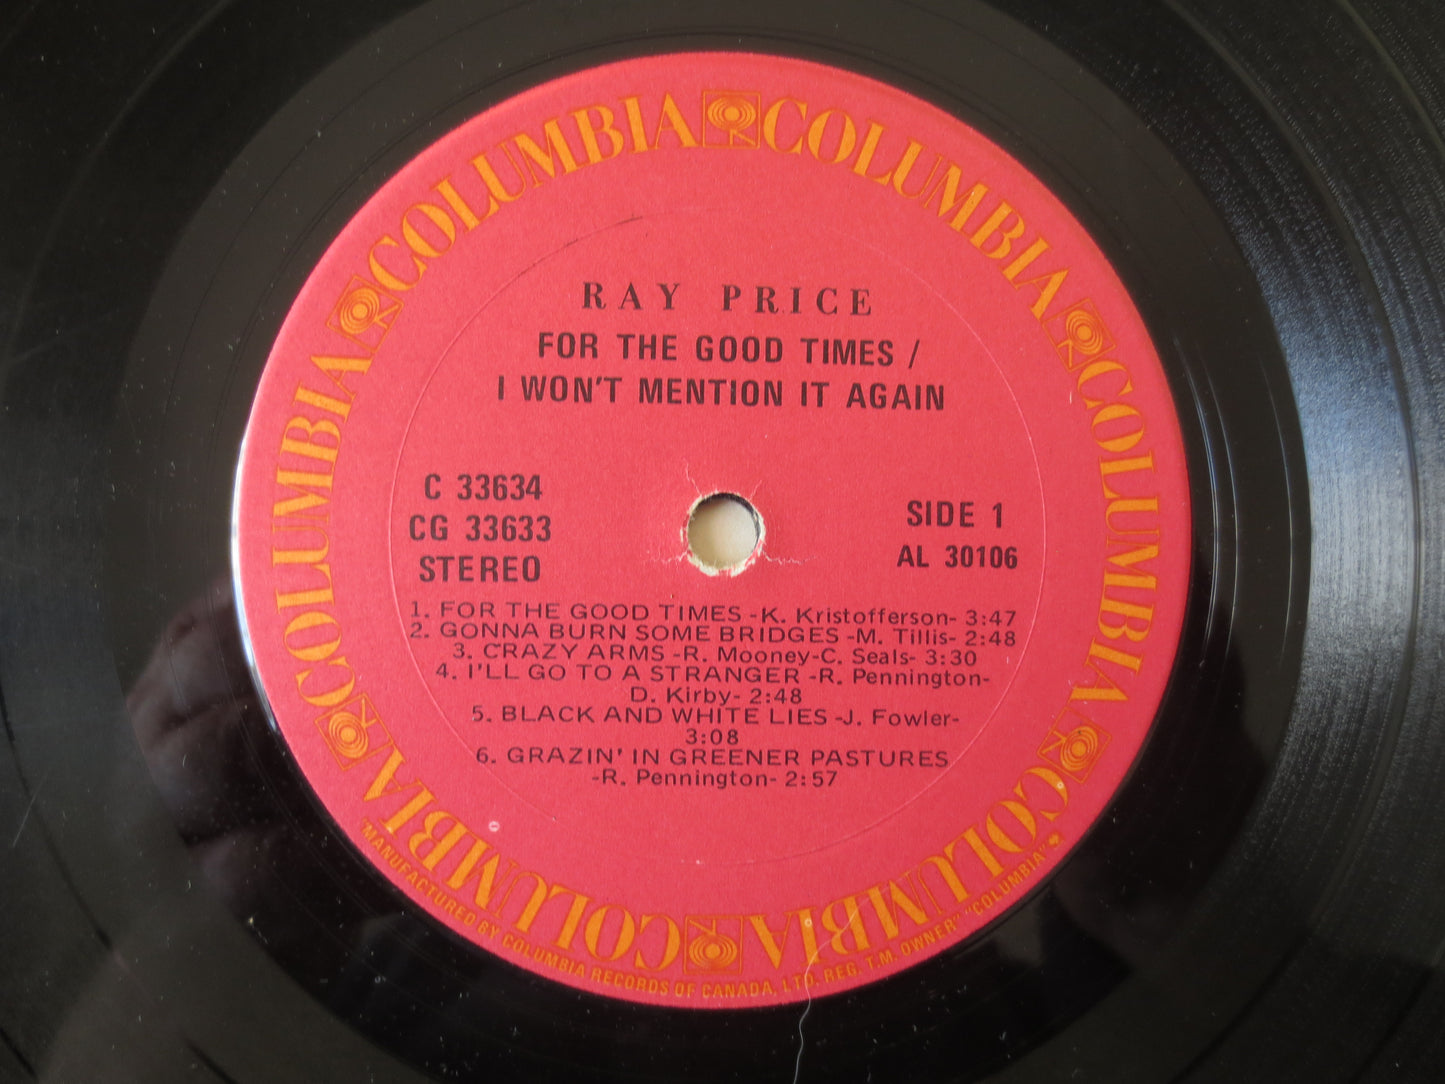 COLUMBIA COLUMBIA COLUMBIA COLUMBIA COLUMBIA COLUMBIA
RAY PRICE
FOR THE GOOD TIMES /
I WON'T MENTION IT AGAIN
C 33634
CG 33633
STEREO
SIDE 1
AL 30106
1. FOR THE GOOD TIMES -K. Kristofferson- 3:47
2. GONNA BURN SOME BRIDGES -M. Tillis- 2:48
3. CRAZY ARMS -R. Mooney-C. Seals- 3:30
4. I'LL GO TO A STRANGER -R. Pennington-
D. Kirby- 2:48
5. BLACK AND WHITE LIES -J. Fowler-
3:08
6. GRAZIN' IN GREENER PASTURES
-R. Pennington- 2:57
"MANUFACTURED BY COLUMBIA RECORDS OF CANADA, LTD. REG. T.M. OWNER" "COLUMBIA"